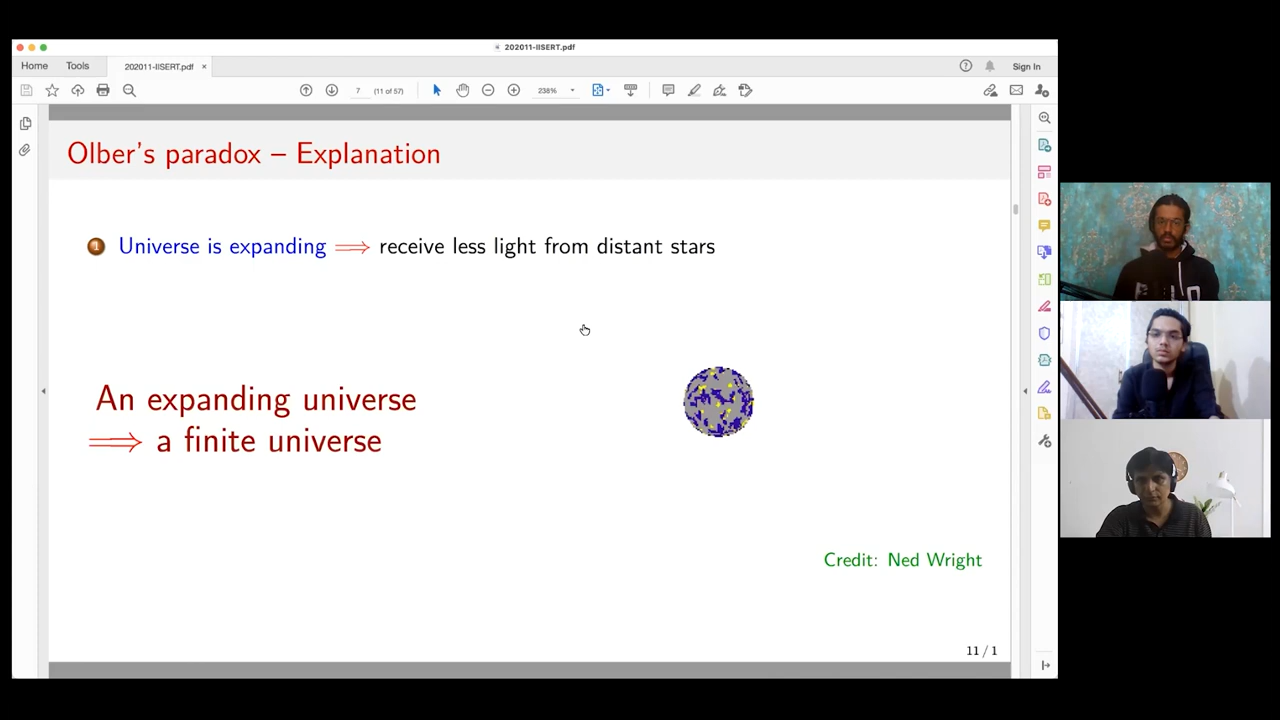 202011-IISERT.pdf
Home Tools 202011-IISERT.pdf × Sign In
7 (11 of 57) 238%
Olber's paradox – Explanation
1 Universe is expanding ⟹ receive less light from distant stars
An expanding universe
⟹ a finite universe
Credit: Ned Wright
11 / 1